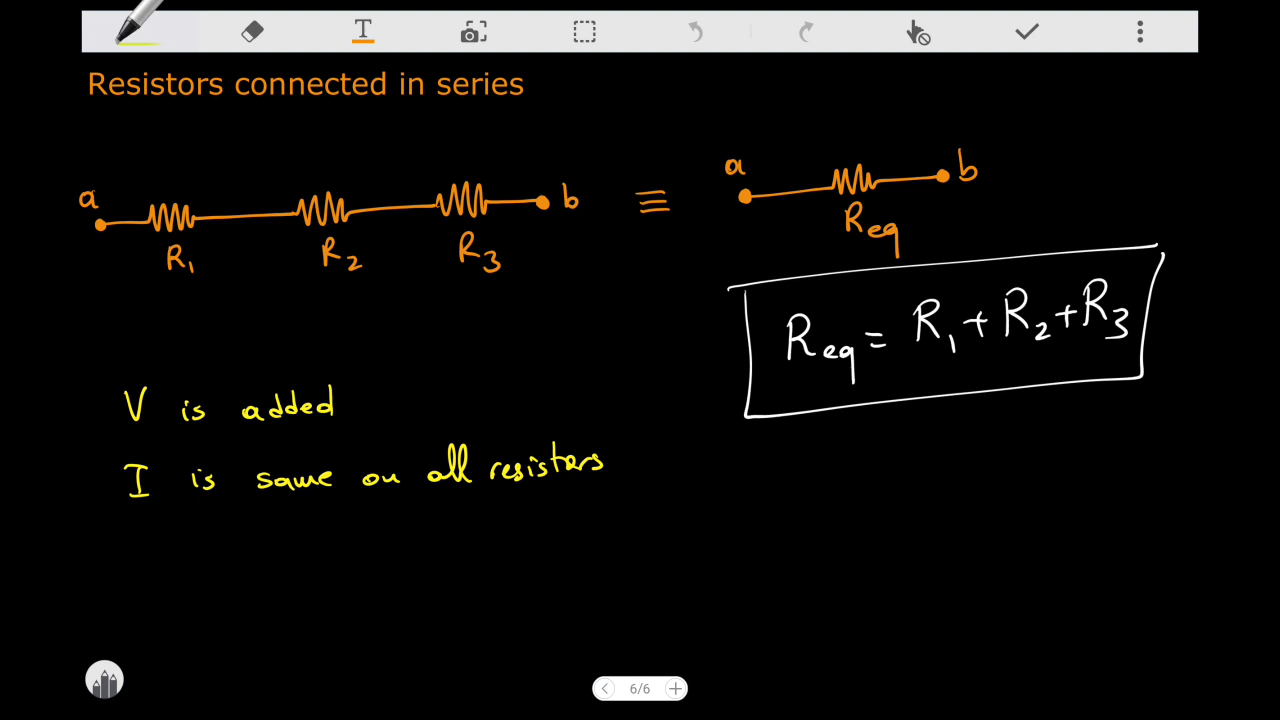 T
Resistors connected in series
a b ≡ a b
R₁ R₂ R₃ Req
Req = R₁ + R₂ + R₃
V is added
I is same on all resistors
6/6